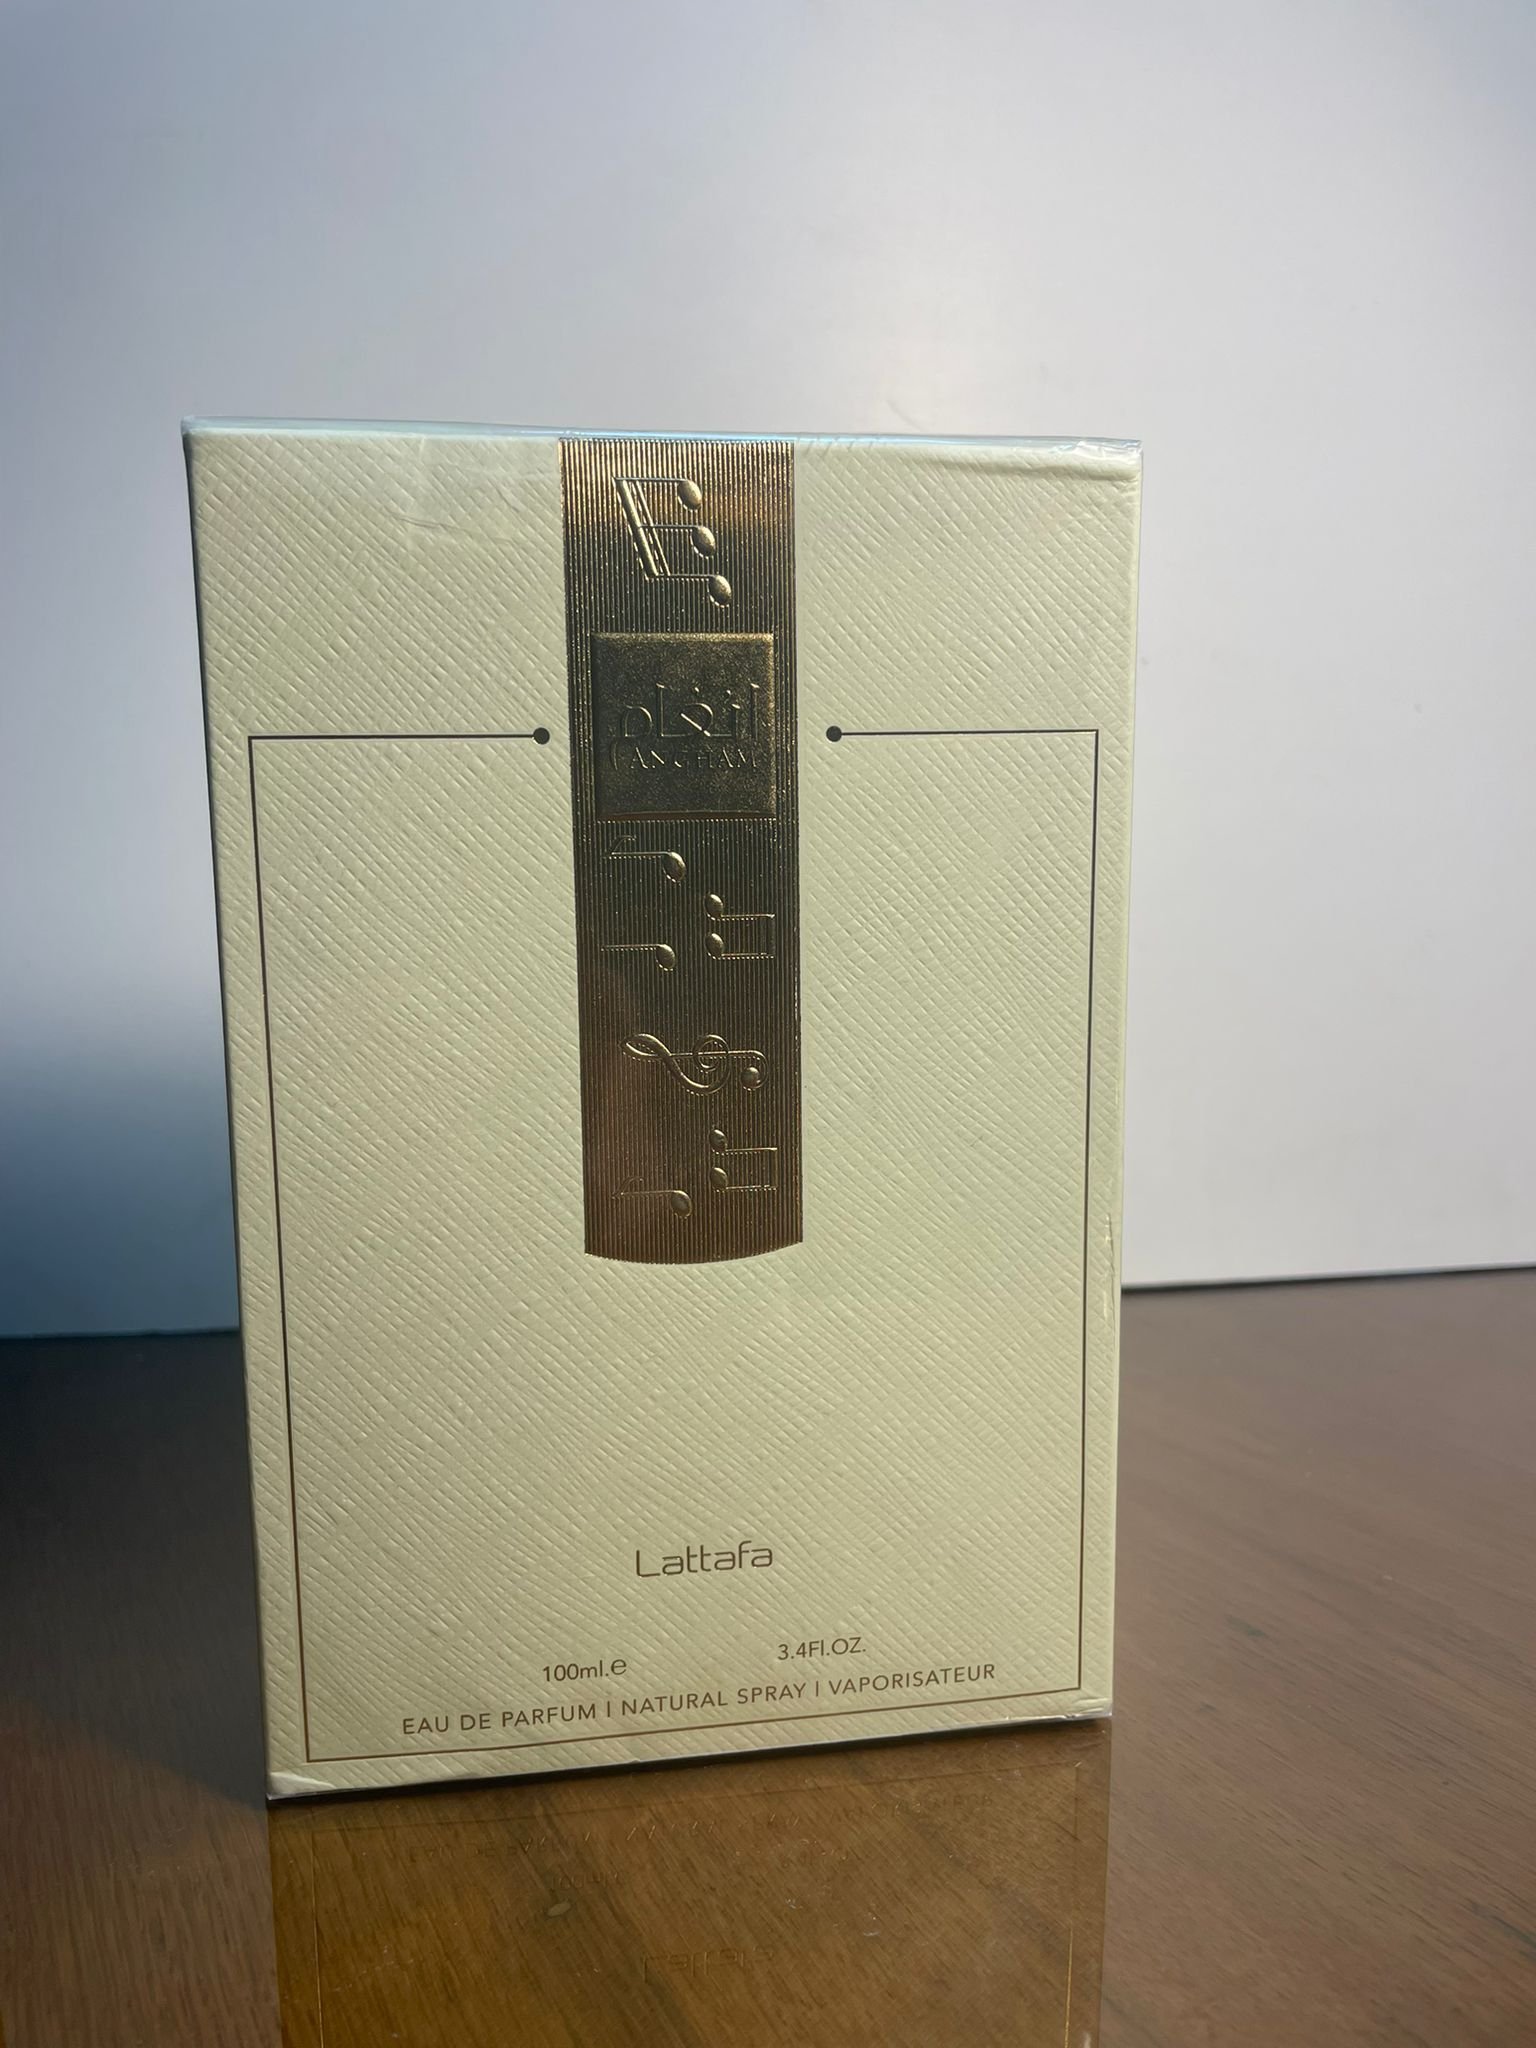 أنغام
ANGHAM
Lattafa
100ml.e
3.4Fl.OZ.
EAU DE PARFUM | NATURAL SPRAY | VAPORISATEUR